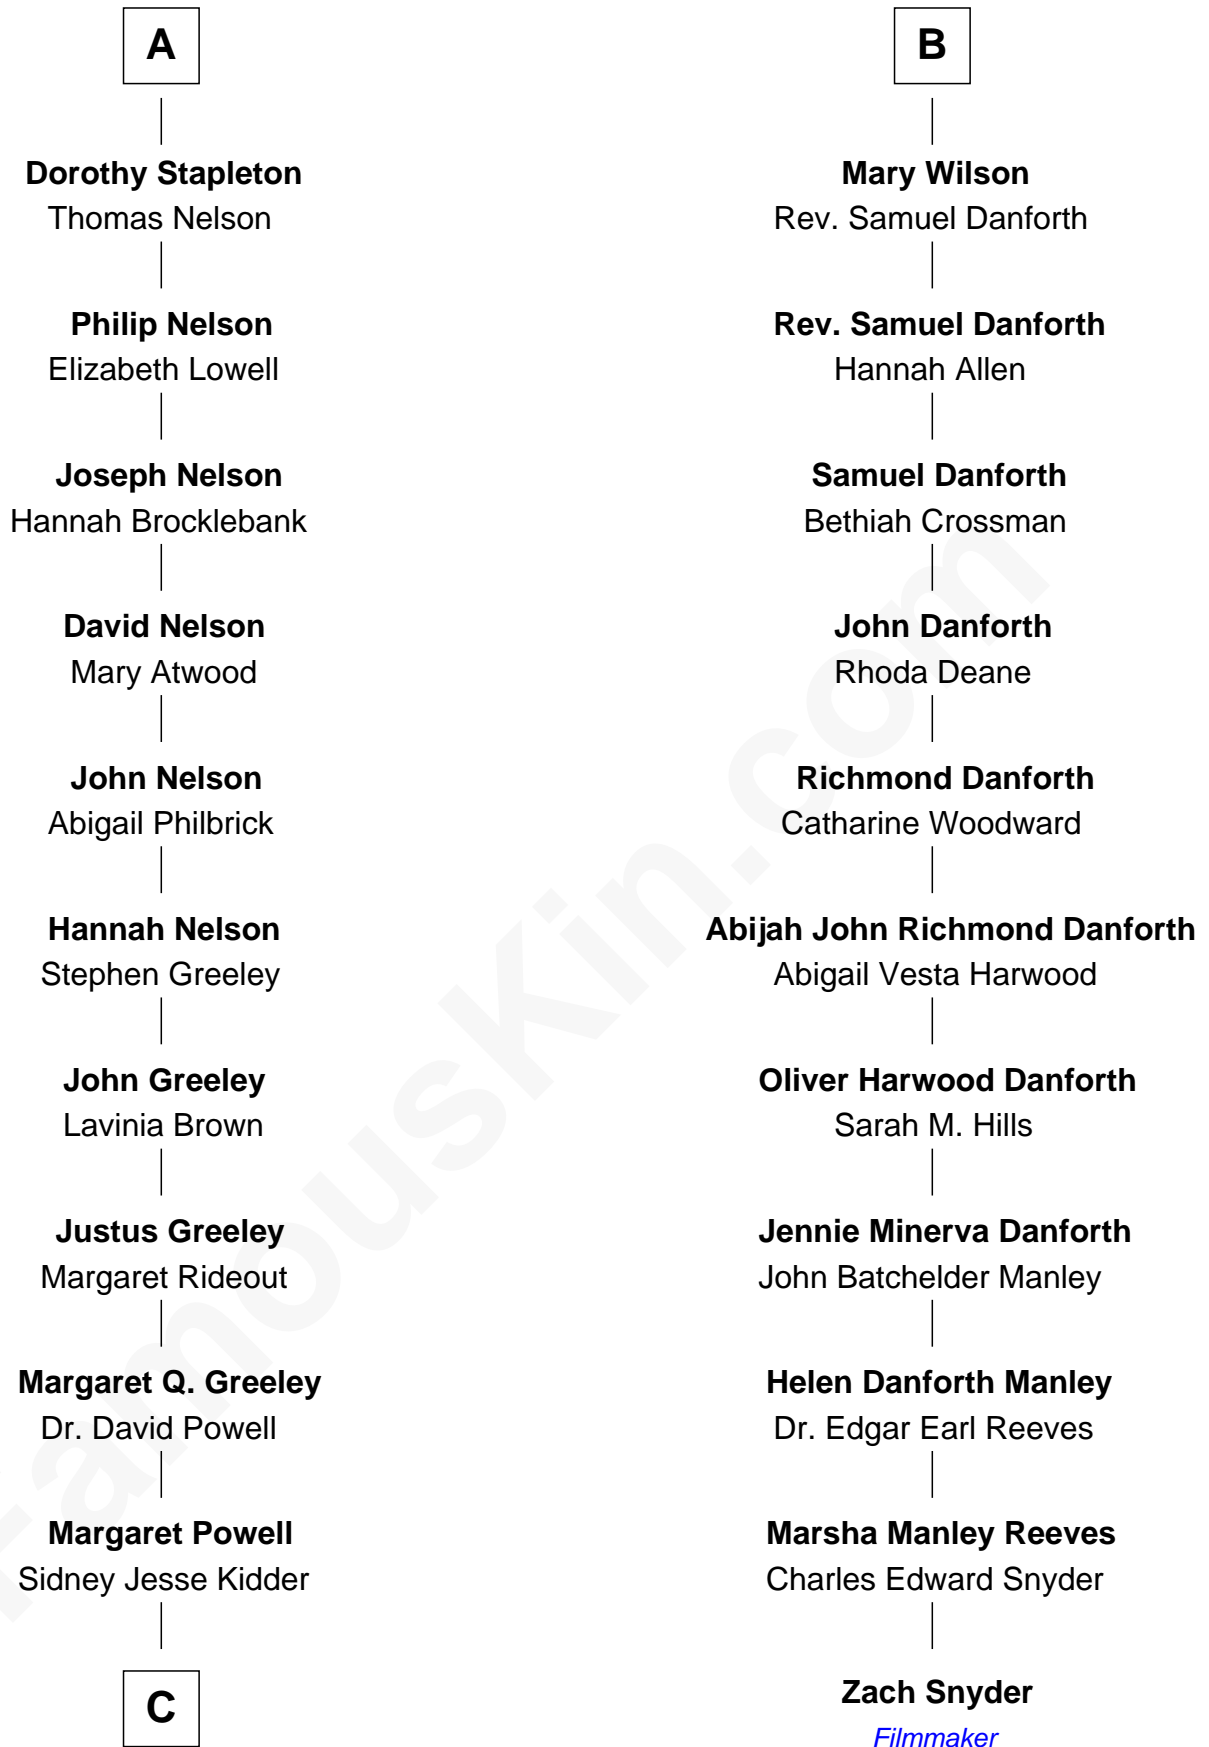 A
Dorothy Stapleton
Thomas Nelson
Philip Nelson
Elizabeth Lowell
Joseph Nelson
Hannah Brocklebank
David Nelson
Mary Atwood
John Nelson
Abigail Philbrick
Hannah Nelson
Stephen Greeley
John Greeley
Lavinia Brown
Justus Greeley
Margaret Rideout
Margaret Q. Greeley
Dr. David Powell
Margaret Powell
Sidney Jesse Kidder
C
B
Mary Wilson
Rev. Samuel Danforth
Rev. Samuel Danforth
Hannah Allen
Samuel Danforth
Bethiah Crossman
John Danforth
Rhoda Deane
Richmond Danforth
Catharine Woodward
Abijah John Richmond Danforth
Abigail Vesta Harwood
Oliver Harwood Danforth
Sarah M. Hills
Jennie Minerva Danforth
John Batchelder Manley
Helen Danforth Manley
Dr. Edgar Earl Reeves
Marsha Manley Reeves
Charles Edward Snyder
Zach Snyder
Filmmaker
FamousKin.com